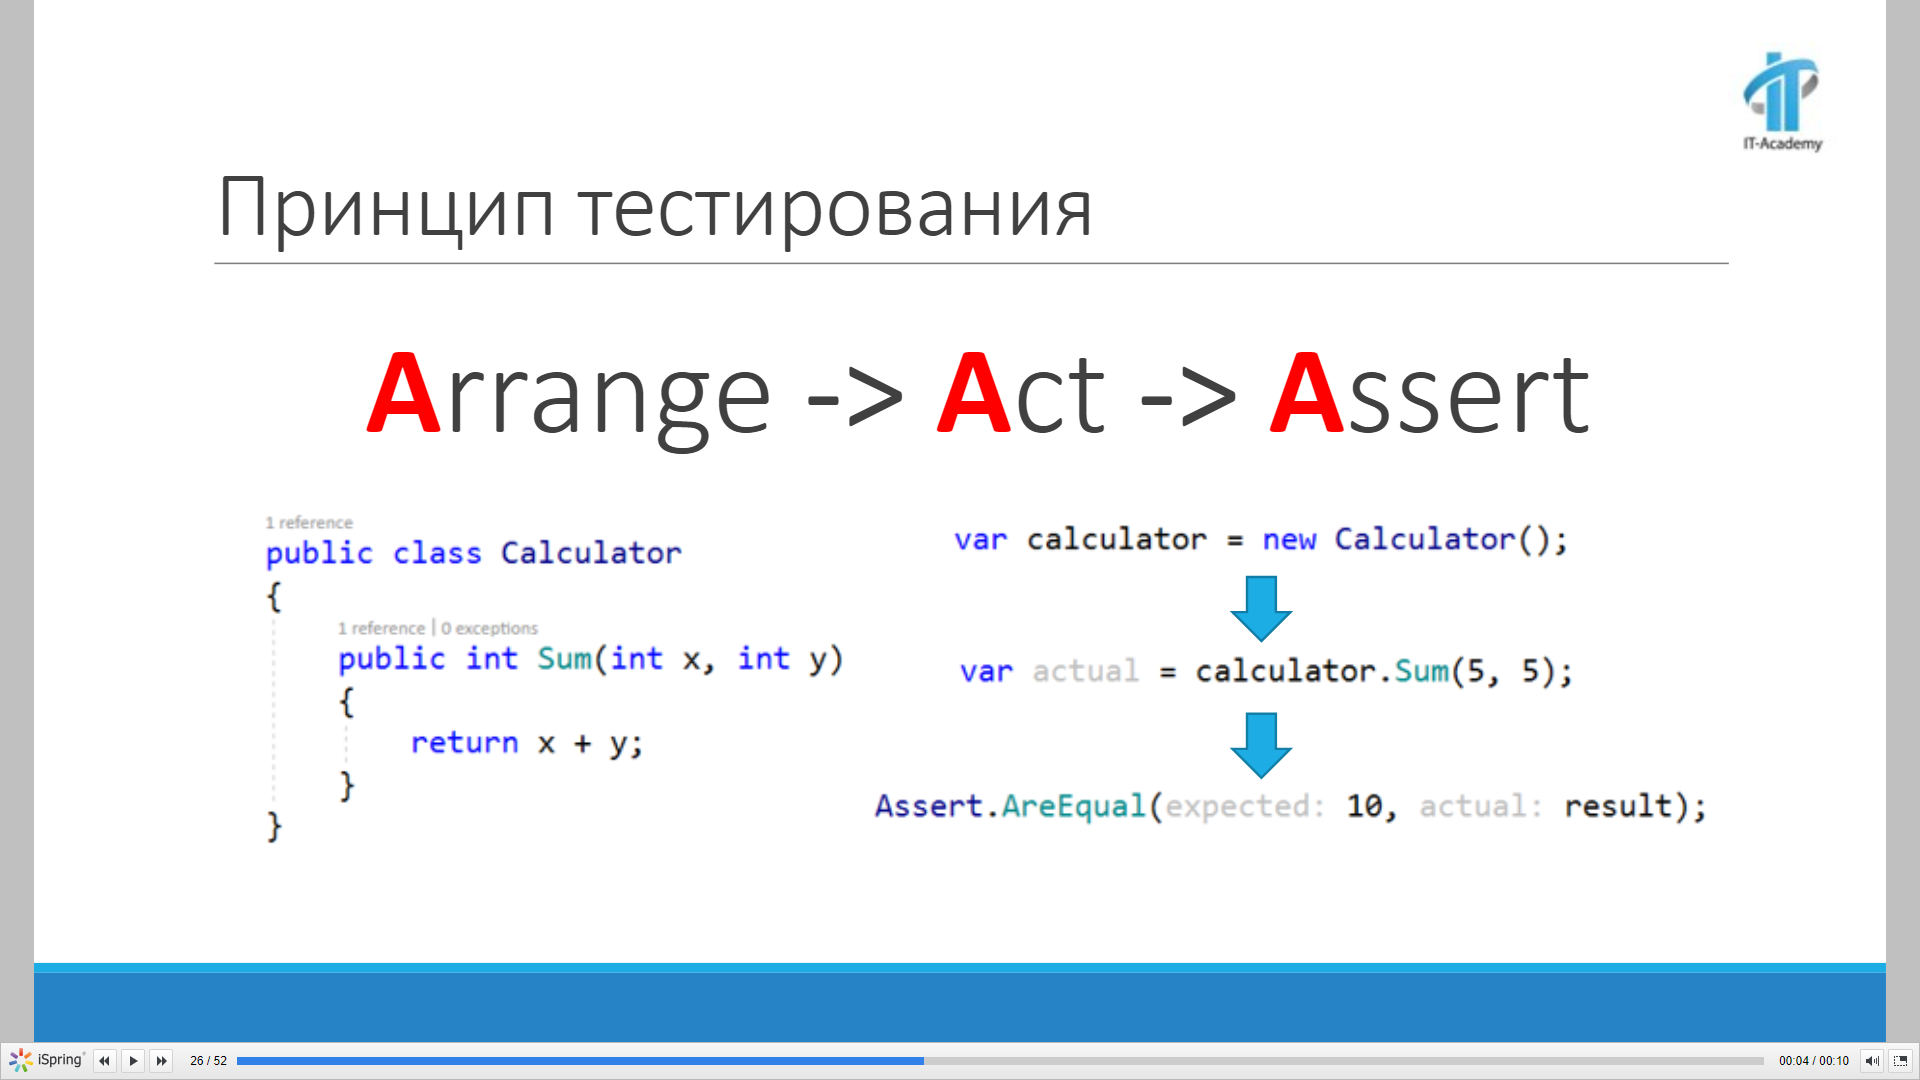 IT-Academy
Принцип тестирования
Arrange -> Act -> Assert
1 reference
public class Calculator
{
1 reference | 0 exceptions
public int Sum(int x, int y)
{
return x + y;
}
}
var calculator = new Calculator();
var actual = calculator.Sum(5, 5);
Assert.AreEqual(expected: 10, actual: result);
iSpring
26 / 52
00:04 / 00:10